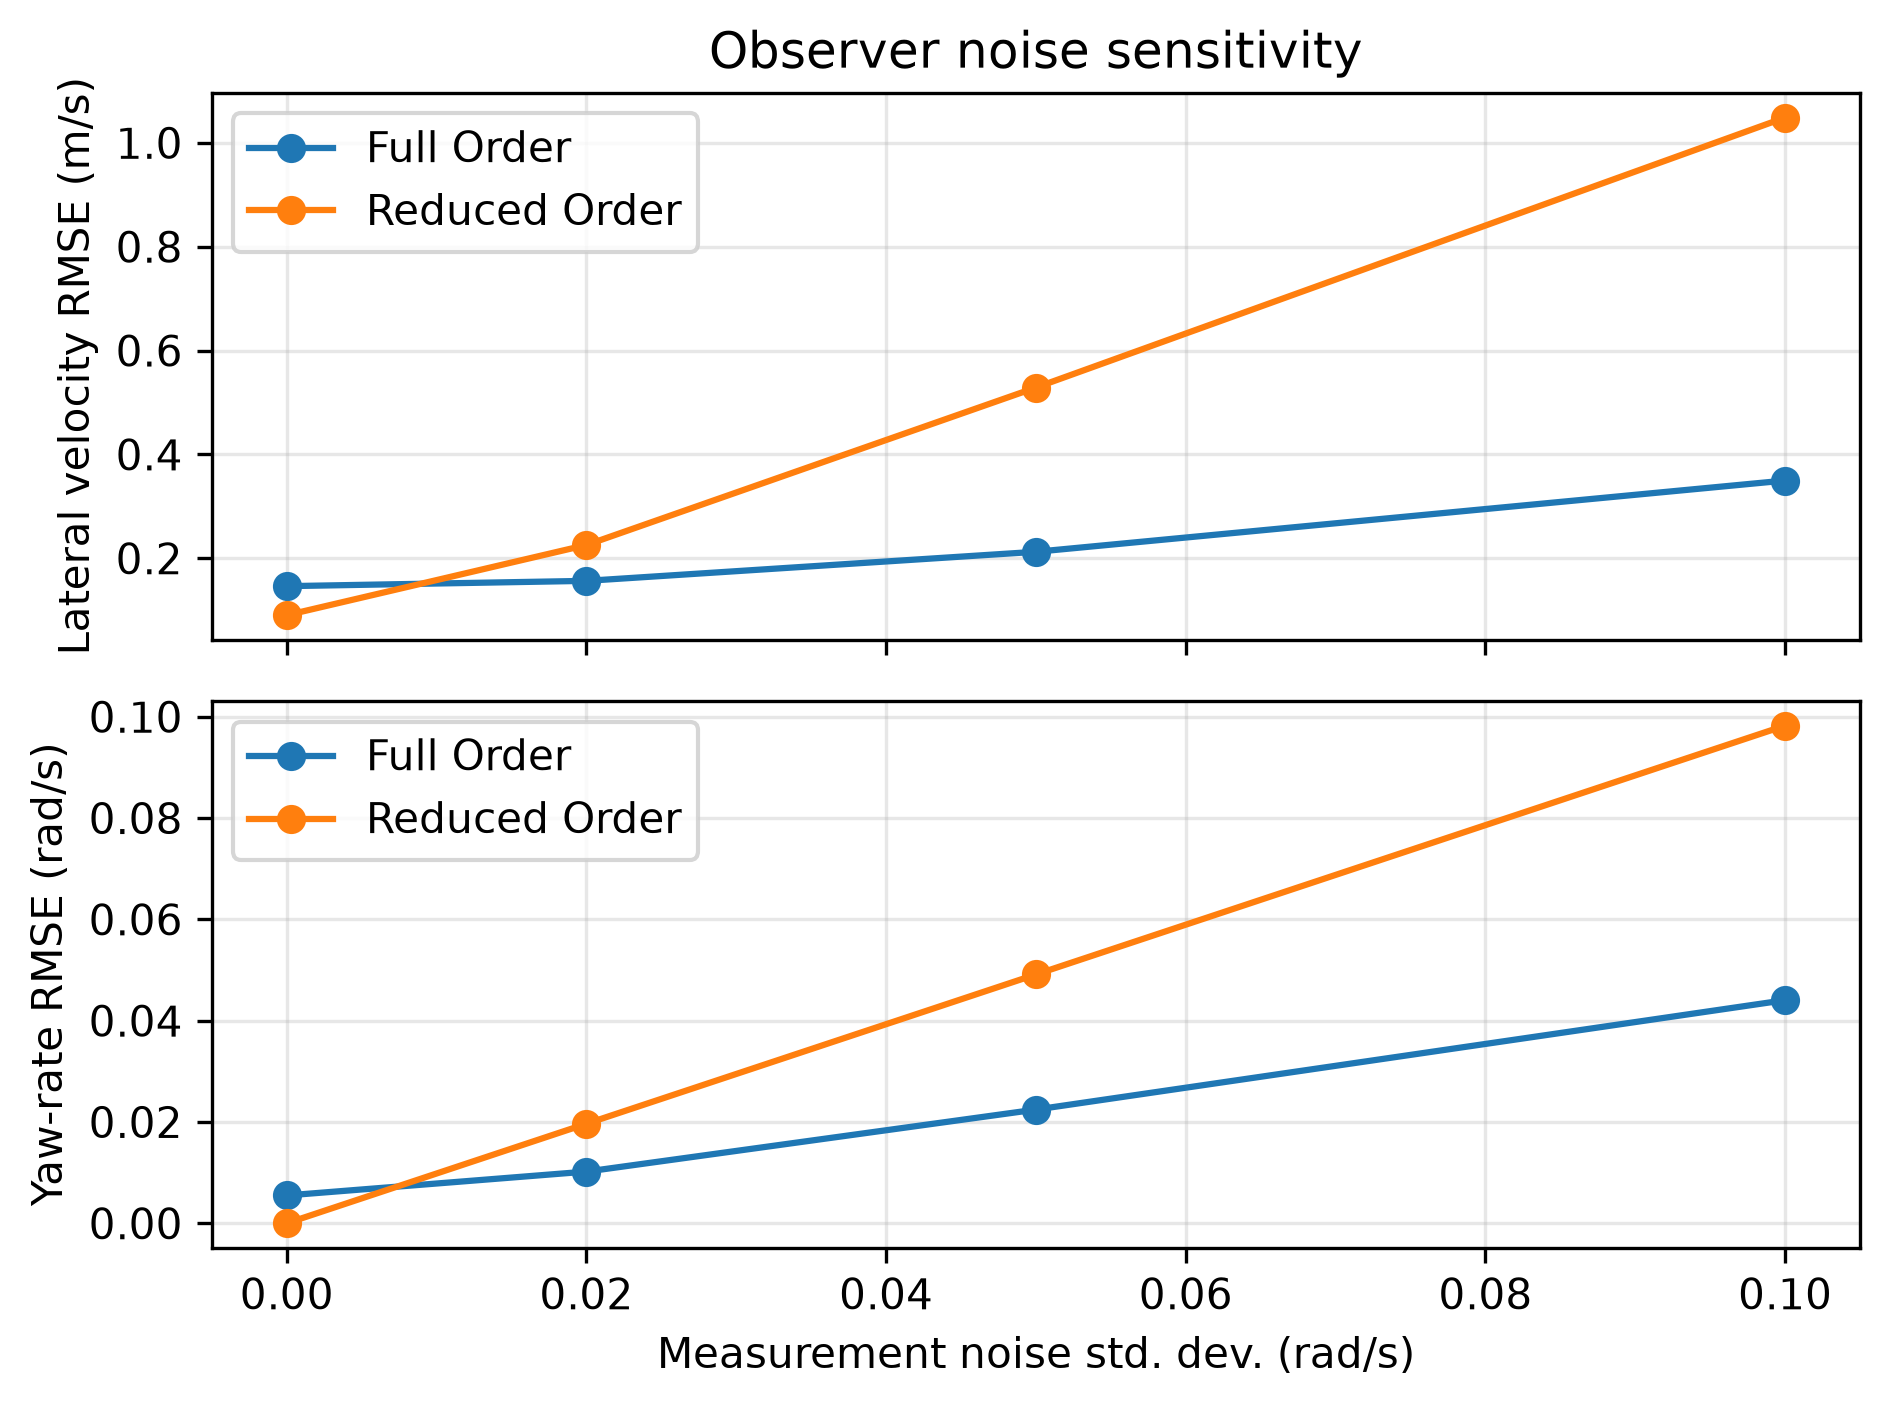 Observer noise sensitivity
Lateral velocity RMSE (m/s)
1.0
0.8
0.6
0.4
0.2
Full Order
Reduced Order
Yaw-rate RMSE (rad/s)
0.10
0.08
0.06
0.04
0.02
0.00
Full Order
Reduced Order
0.00 0.02 0.04 0.06 0.08 0.10
Measurement noise std. dev. (rad/s)